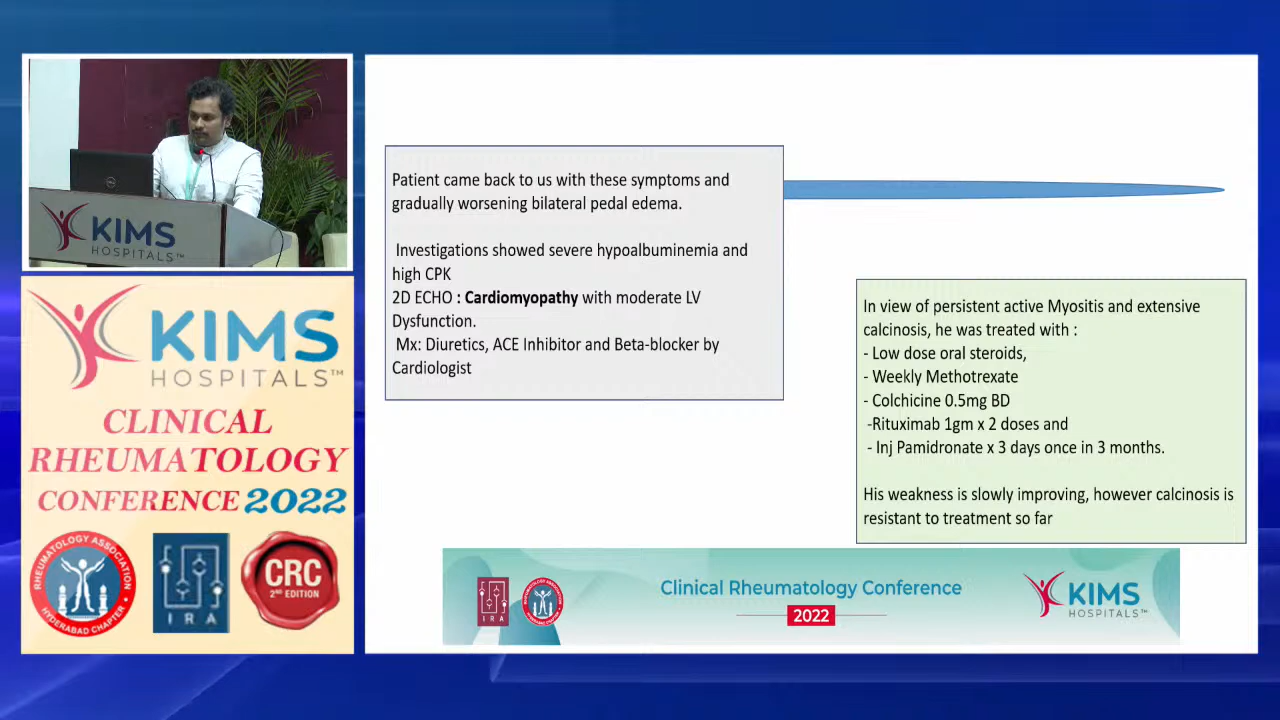 KIMS
HOSPITALS™
KIMS
HOSPITALS™
CLINICAL
RHEUMATOLOGY
CONFERENCE 2022
RHEUMATOLOGY ASSOCIATION
HYDERABAD CHAPTER
IRA
CRC
2ND EDITION
Patient came back to us with these symptoms and
gradually worsening bilateral pedal edema.
Investigations showed severe hypoalbuminemia and
high CPK
2D ECHO : Cardiomyopathy with moderate LV
Dysfunction.
Mx: Diuretics, ACE Inhibitor and Beta-blocker by
Cardiologist
In view of persistent active Myositis and extensive
calcinosis, he was treated with :
- Low dose oral steroids,
- Weekly Methotrexate
- Colchicine 0.5mg BD
-Rituximab 1gm x 2 doses and
- Inj Pamidronate x 3 days once in 3 months.
His weakness is slowly improving, however calcinosis is
resistant to treatment so far
IRA
Clinical Rheumatology Conference
2022
KIMS
HOSPITALS™